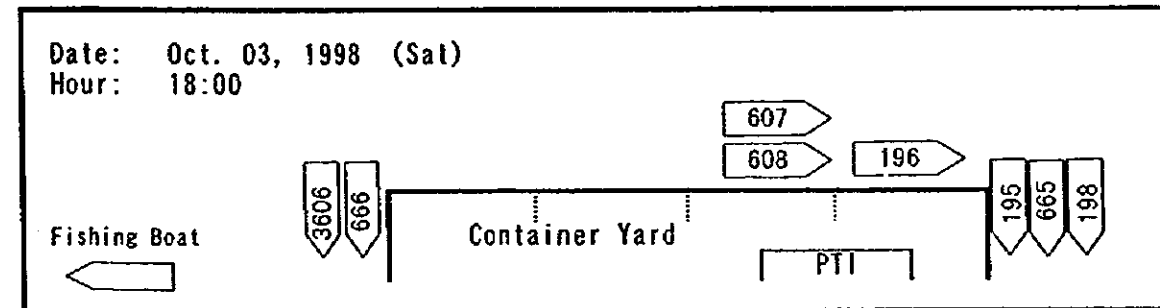 Date: Oct. 03, 1998 (Sat)
Hour: 18:00
607
608
196
3606
666
195
665
198
Fishing Boat
Container Yard
PTI